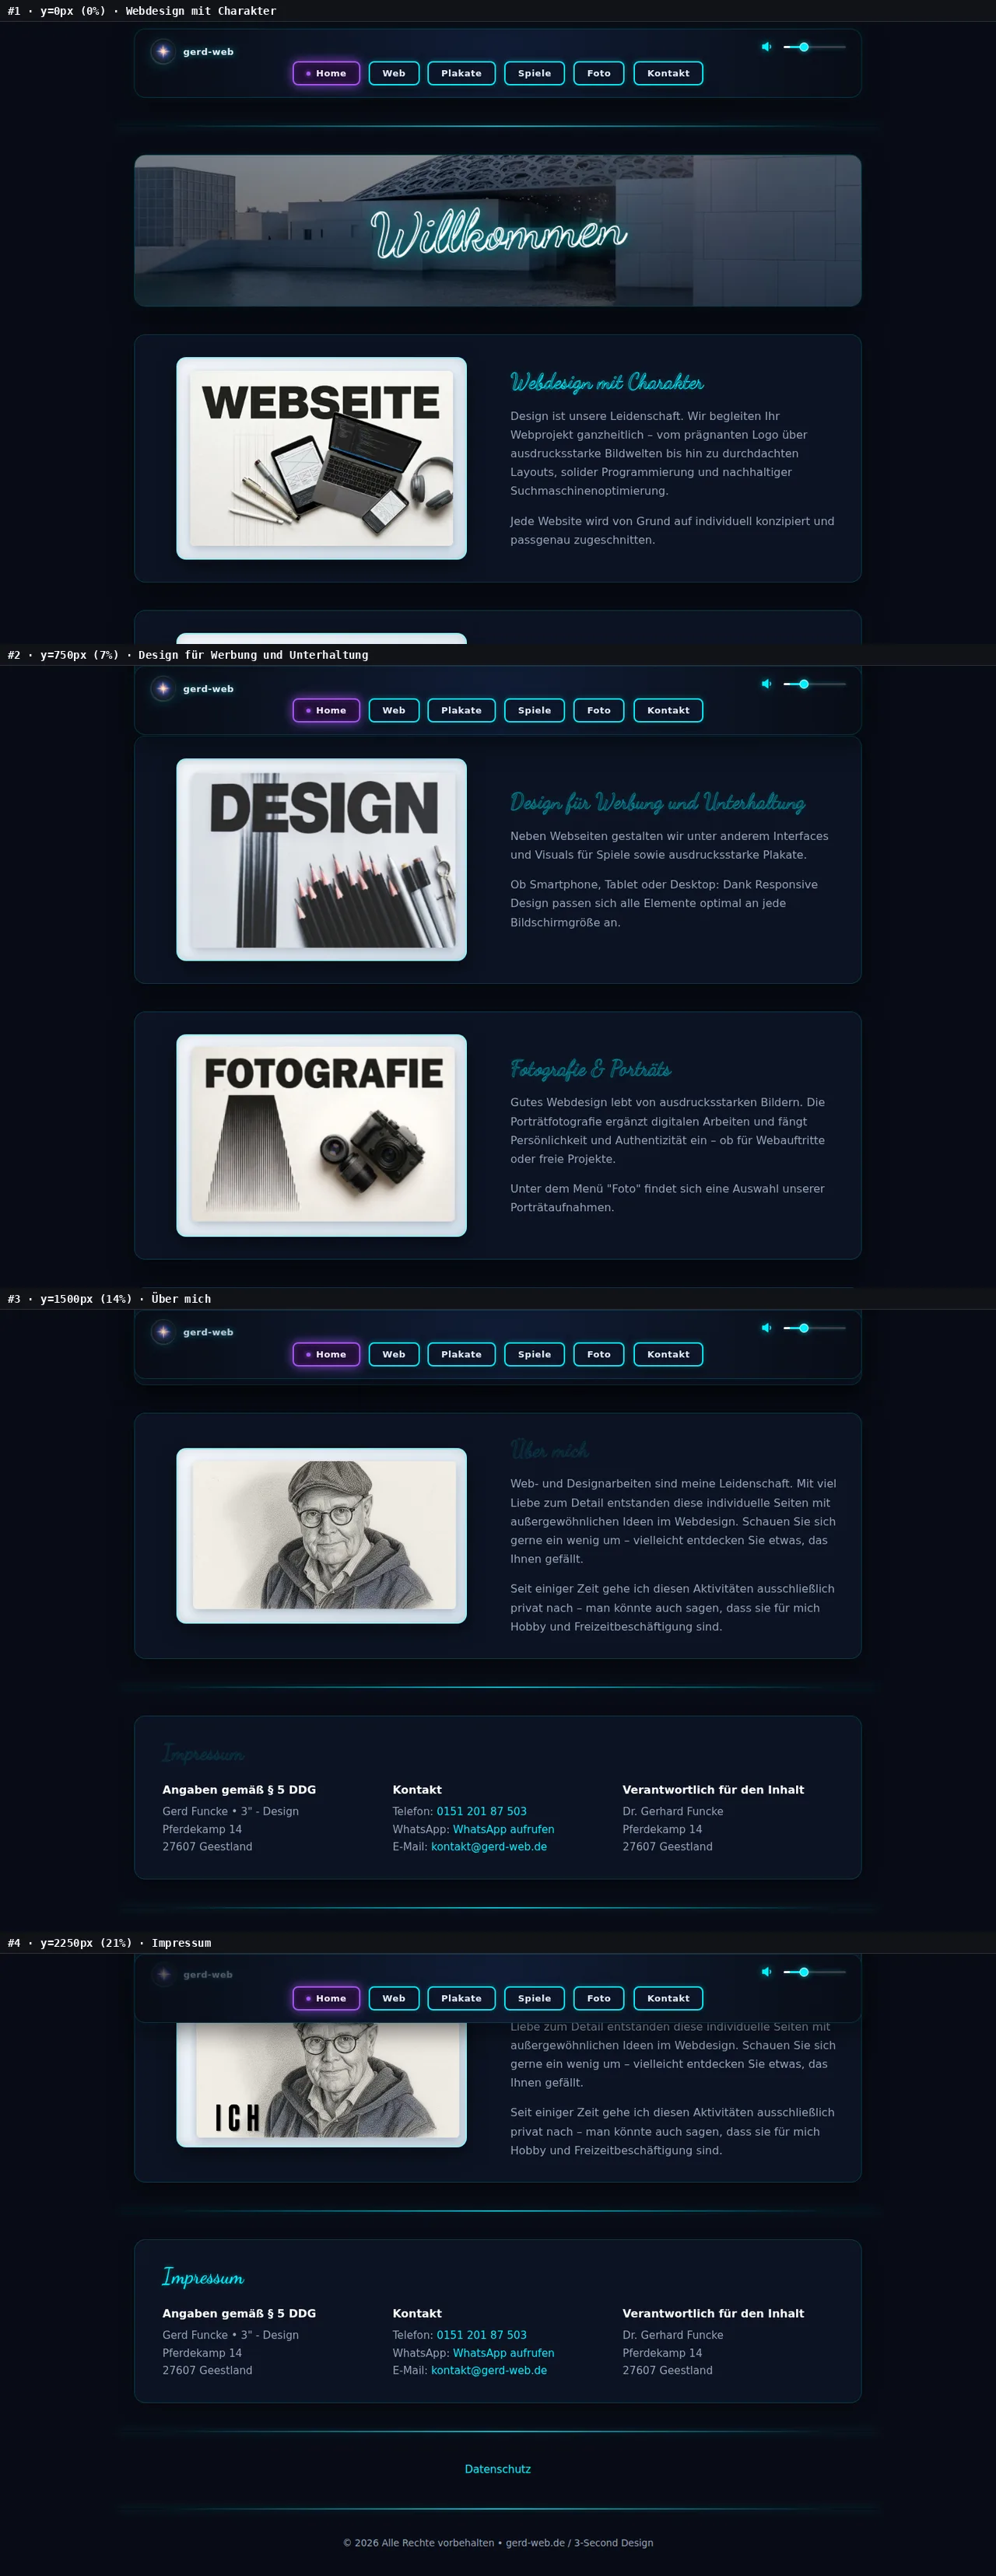 #1 · y=0px (0%) · Webdesign mit Charakter
gerd-web
Home
Web
Plakate
Spiele
Foto
Kontakt
Willkommen
WEBSEITE
Webdesign mit Charakter
Design ist unsere Leidenschaft. Wir begleiten Ihr
Webprojekt ganzheitlich – vom prägnanten Logo über
ausdrucksstarke Bildwelten bis hin zu durchdachten
Layouts, solider Programmierung und nachhaltiger
Suchmaschinenoptimierung.
Jede Website wird von Grund auf individuell konzipiert und
passgenau zugeschnitten.
#2 · y=750px (7%) · Design für Werbung und Unterhaltung
gerd-web
Home
Web
Plakate
Spiele
Foto
Kontakt
DESIGN
Design für Werbung und Unterhaltung
Neben Webseiten gestalten wir unter anderem Interfaces
und Visuals für Spiele sowie ausdrucksstarke Plakate.
Ob Smartphone, Tablet oder Desktop: Dank Responsive
Design passen sich alle Elemente optimal an jede
Bildschirmgröße an.
FOTOGRAFIE
Fotografie & Porträts
Gutes Webdesign lebt von ausdrucksstarken Bildern. Die
Porträtfotografie ergänzt digitalen Arbeiten und fängt
Persönlichkeit und Authentizität ein – ob für Webauftritte
oder freie Projekte.
Unter dem Menü "Foto" findet sich eine Auswahl unserer
Porträtaufnahmen.
#3 · y=1500px (14%) · Über mich
gerd-web
Home
Web
Plakate
Spiele
Foto
Kontakt
Über mich
Web- und Designarbeiten sind meine Leidenschaft. Mit viel
Liebe zum Detail entstanden diese individuelle Seiten mit
außergewöhnlichen Ideen im Webdesign. Schauen Sie sich
gerne ein wenig um – vielleicht entdecken Sie etwas, das
Ihnen gefällt.
Seit einiger Zeit gehe ich diesen Aktivitäten ausschließlich
privat nach – man könnte auch sagen, dass sie für mich
Hobby und Freizeitbeschäftigung sind.
Impressum
Angaben gemäß § 5 DDG
Gerd Funcke • 3" - Design
Pferdekamp 14
27607 Geestland
Kontakt
Telefon: 0151 201 87 503
WhatsApp: WhatsApp aufrufen
E-Mail: kontakt@gerd-web.de
Verantwortlich für den Inhalt
Dr. Gerhard Funcke
Pferdekamp 14
27607 Geestland
#4 · y=2250px (21%) · Impressum
gerd-web
Home
Web
Plakate
Spiele
Foto
Kontakt
ICH
Liebe zum Detail entstanden diese individuelle Seiten mit
außergewöhnlichen Ideen im Webdesign. Schauen Sie sich
gerne ein wenig um – vielleicht entdecken Sie etwas, das
Ihnen gefällt.
Seit einiger Zeit gehe ich diesen Aktivitäten ausschließlich
privat nach – man könnte auch sagen, dass sie für mich
Hobby und Freizeitbeschäftigung sind.
Impressum
Angaben gemäß § 5 DDG
Gerd Funcke • 3" - Design
Pferdekamp 14
27607 Geestland
Kontakt
Telefon: 0151 201 87 503
WhatsApp: WhatsApp aufrufen
E-Mail: kontakt@gerd-web.de
Verantwortlich für den Inhalt
Dr. Gerhard Funcke
Pferdekamp 14
27607 Geestland
Datenschutz
© 2026 Alle Rechte vorbehalten • gerd-web.de / 3-Second Design